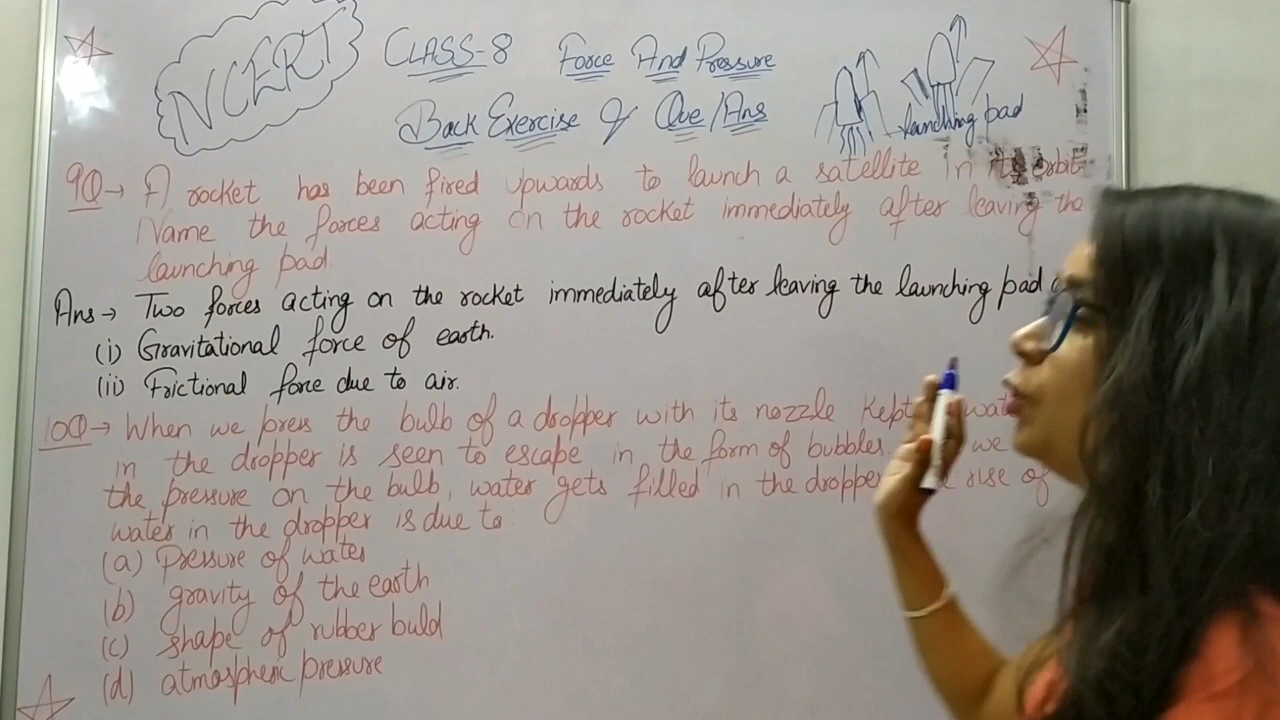 NCERT
CLASS-8 Force And Pressure
Back Exercise of Que/Ans
launching pad
9Q→ A rocket has been fired upwards to launch a satellite in its orbit
Name the forces acting on the rocket immediately after leaving the
launching pad.
Ans→ Two forces acting on the rocket immediately after leaving the launching pad
(i) Gravitational force of earth.
(ii) Frictional force due to air.
10Q→ When we press the bulb of a dropper with its nozzle kept
in the dropper is seen to escape in the form of bubbles. we
the pressure on the bulb, water gets filled in the dropper rise of
water in the dropper is due to
(a) Pressure of water
(b) gravity of the earth
(c) shape of rubber buld
(d) atmospheric pressure